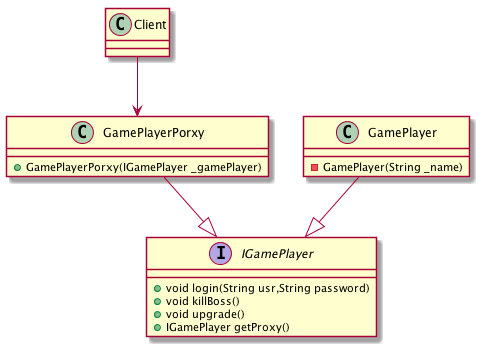 C Client
C GamePlayerPorxy
GamePlayerPorxy(IGamePlayer _gamePlayer)
C GamePlayer
GamePlayer(String _name)
I IGamePlayer
void login(String usr,String password)
void killBoss()
void upgrade()
IGamePlayer getProxy()